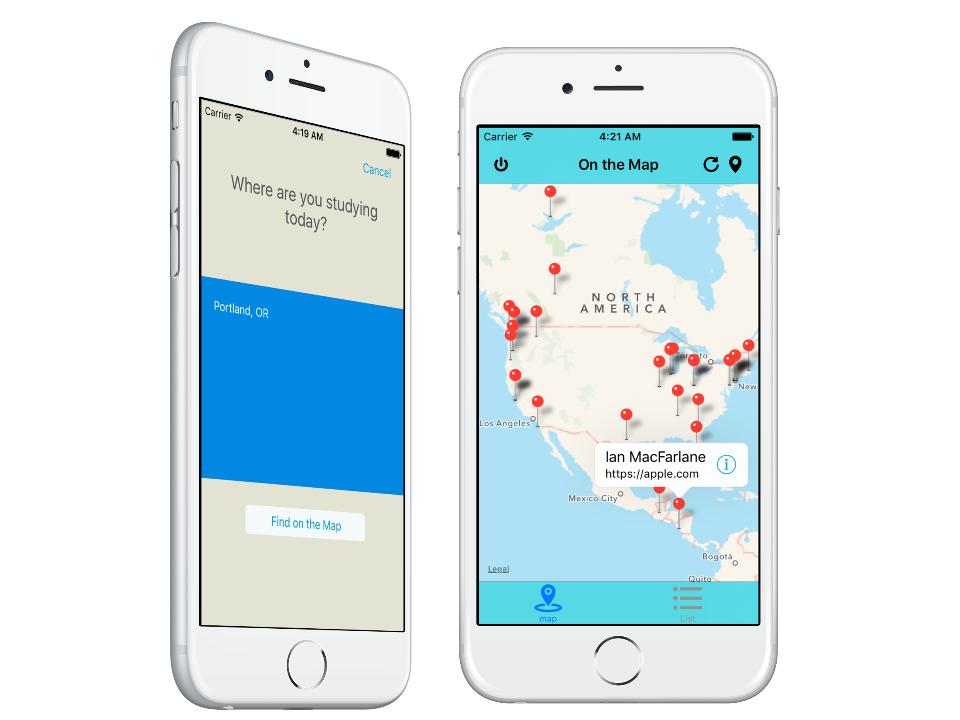 Carrier
4:19 AM
Cancel
Where are you studying
today?
Portland, OR
Find on the Map
Carrier
4:21 AM
On the Map
NORTH
AMERICA
Toronto
New
Los Angeles
Ian MacFarlane
https://apple.com
i
Mexico City
Bogotá
Legal
Quito
map
List